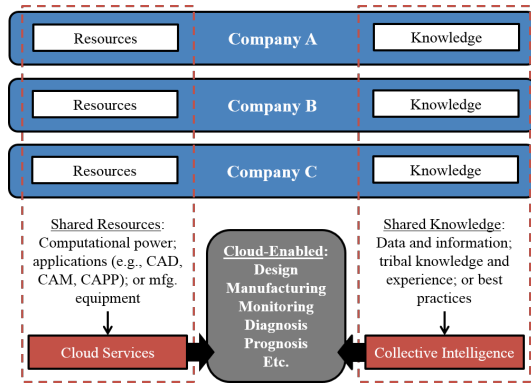 Resources
Company A
Knowledge
Resources
Company B
Knowledge
Resources
Company C
Knowledge
Shared Resources:
Computational power;
applications (e.g., CAD,
CAM, CAPP); or mfg.
equipment
Cloud-Enabled:
Design
Manufacturing
Monitoring
Diagnosis
Prognosis
Etc.
Shared Knowledge:
Data and information;
tribal knowledge and
experience; or best
practices
Cloud Services
Collective Intelligence